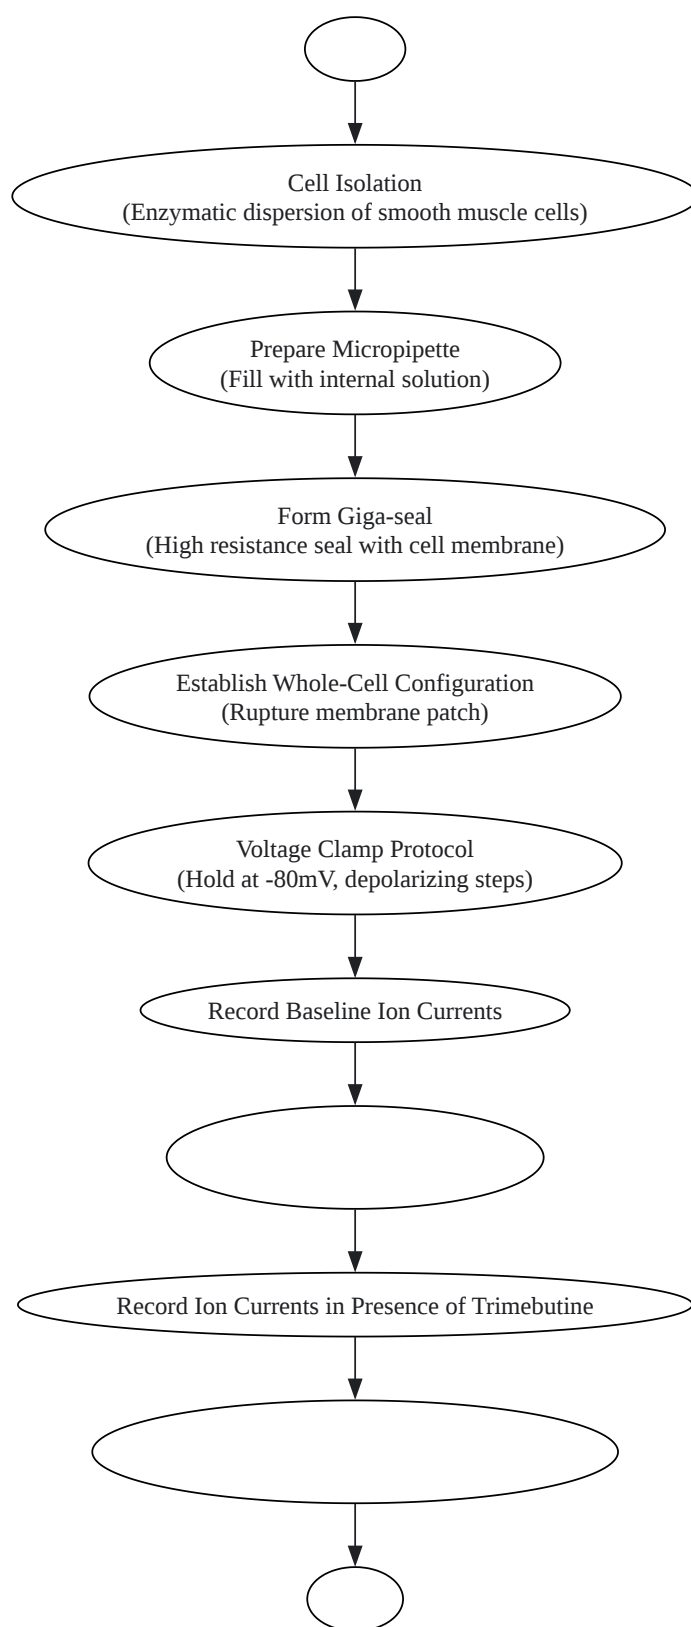 Cell Isolation
(Enzymatic dispersion of smooth muscle cells)
Prepare Micropipette
(Fill with internal solution)
Form Giga-seal
(High resistance seal with cell membrane)
Establish Whole-Cell Configuration
(Rupture membrane patch)
Voltage Clamp Protocol
(Hold at -80mV, depolarizing steps)
Record Baseline Ion Currents
Record Ion Currents in Presence of Trimebutine